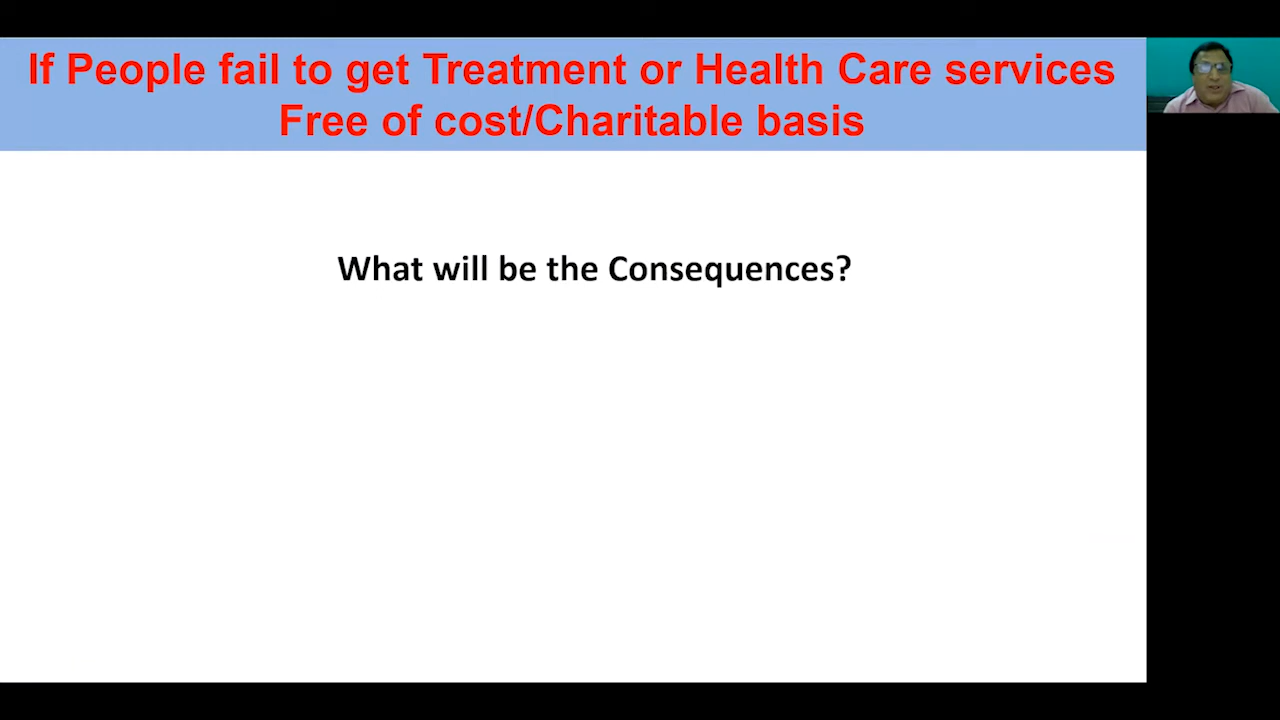 If People fail to get Treatment or Health Care services
Free of cost/Charitable basis
What will be the Consequences?